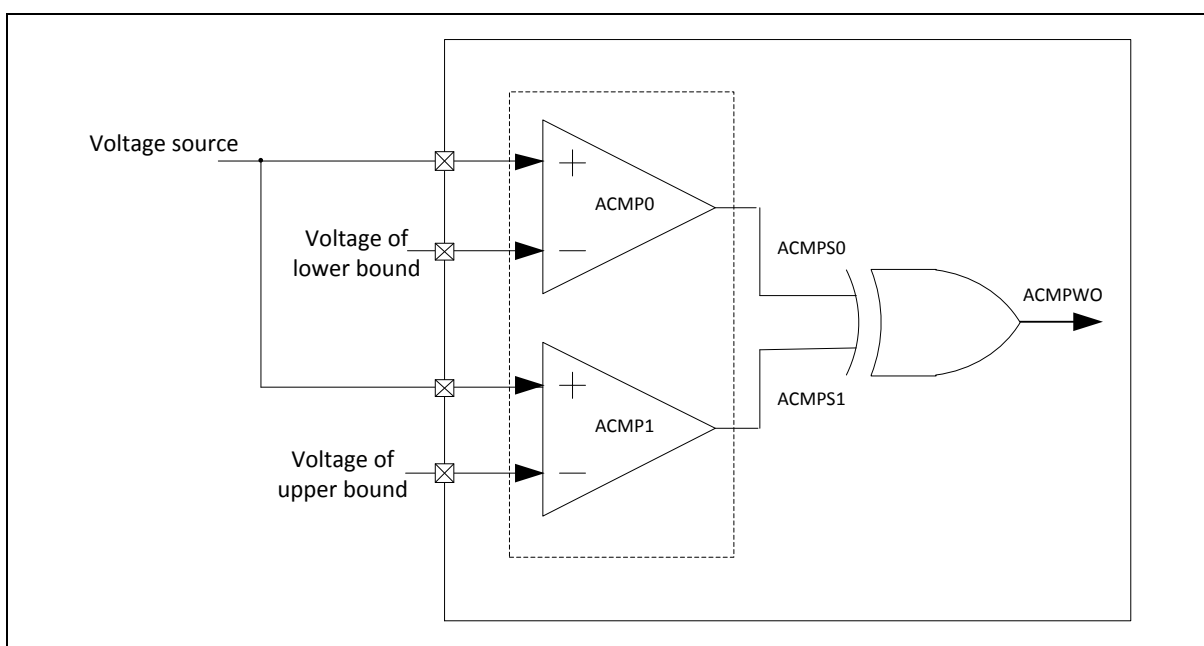 Voltage source
+
ACMP0
−
Voltage of
lower bound
ACMPS0
ACMPWO
+
ACMP1
−
ACMPS1
Voltage of
upper bound